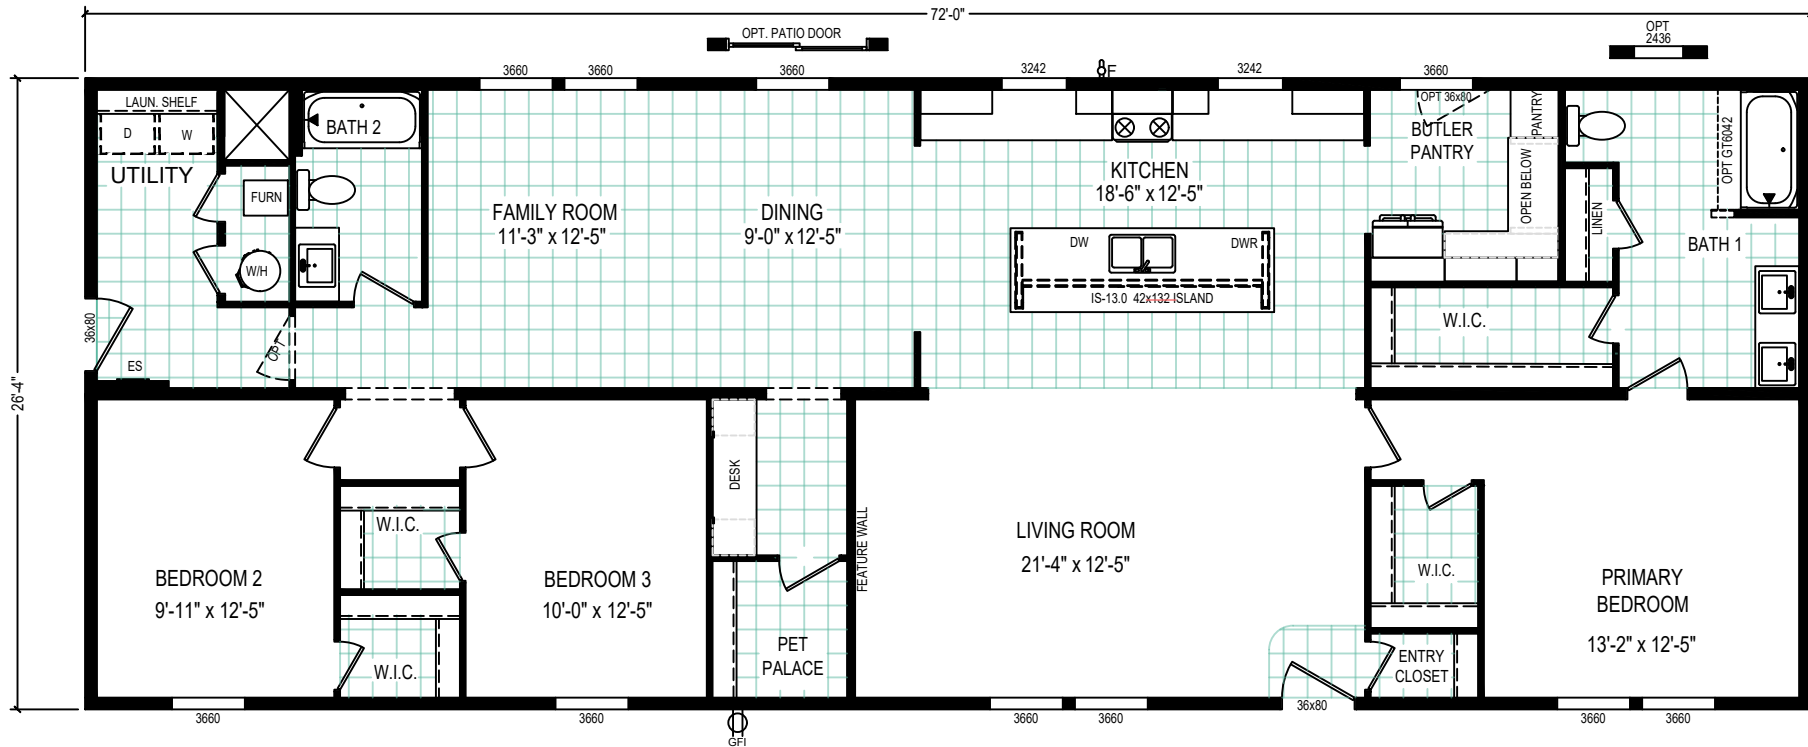 72'-0"
OPT. PATIO DOOR
OPT
2436
3660
3660
3660
3242
F
3242
3660
26'-4"
LAUN. SHELF
D
W
UTILITY
BATH 2
FURN
W/H
36x80
ES
OPT
FAMILY ROOM
11'-3" x 12'-5"
DINING
9'-0" x 12'-5"
KITCHEN
18'-6" x 12'-5"
DW
DWR
IS-13.0 42x132 ISLAND
OPT 36x80
BUTLER
PANTRY
PANTRY
OPEN BELOW
LINEN
OPT GT6042
BATH 1
W.I.C.
BEDROOM 2
9'-11" x 12'-5"
W.I.C.
W.I.C.
BEDROOM 3
10'-0" x 12'-5"
DESK
PET
PALACE
FEATURE WALL
LIVING ROOM
21'-4" x 12'-5"
W.I.C.
ENTRY
CLOSET
PRIMARY
BEDROOM
13'-2" x 12'-5"
3660
3660
GFI
3660
3660
36x80
3660
3660